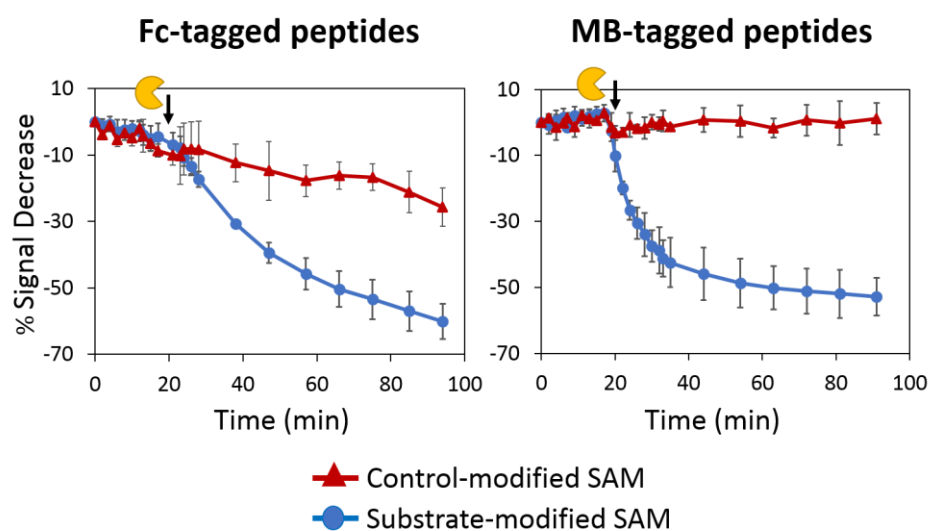 Fc-tagged peptides
MB-tagged peptides
% Signal Decrease
10
-10
-30
-50
-70
0 20 40 60 80 100
Time (min)
10
-10
-30
-50
-70
0 20 40 60 80 100
Time (min)
Control-modified SAM
Substrate-modified SAM